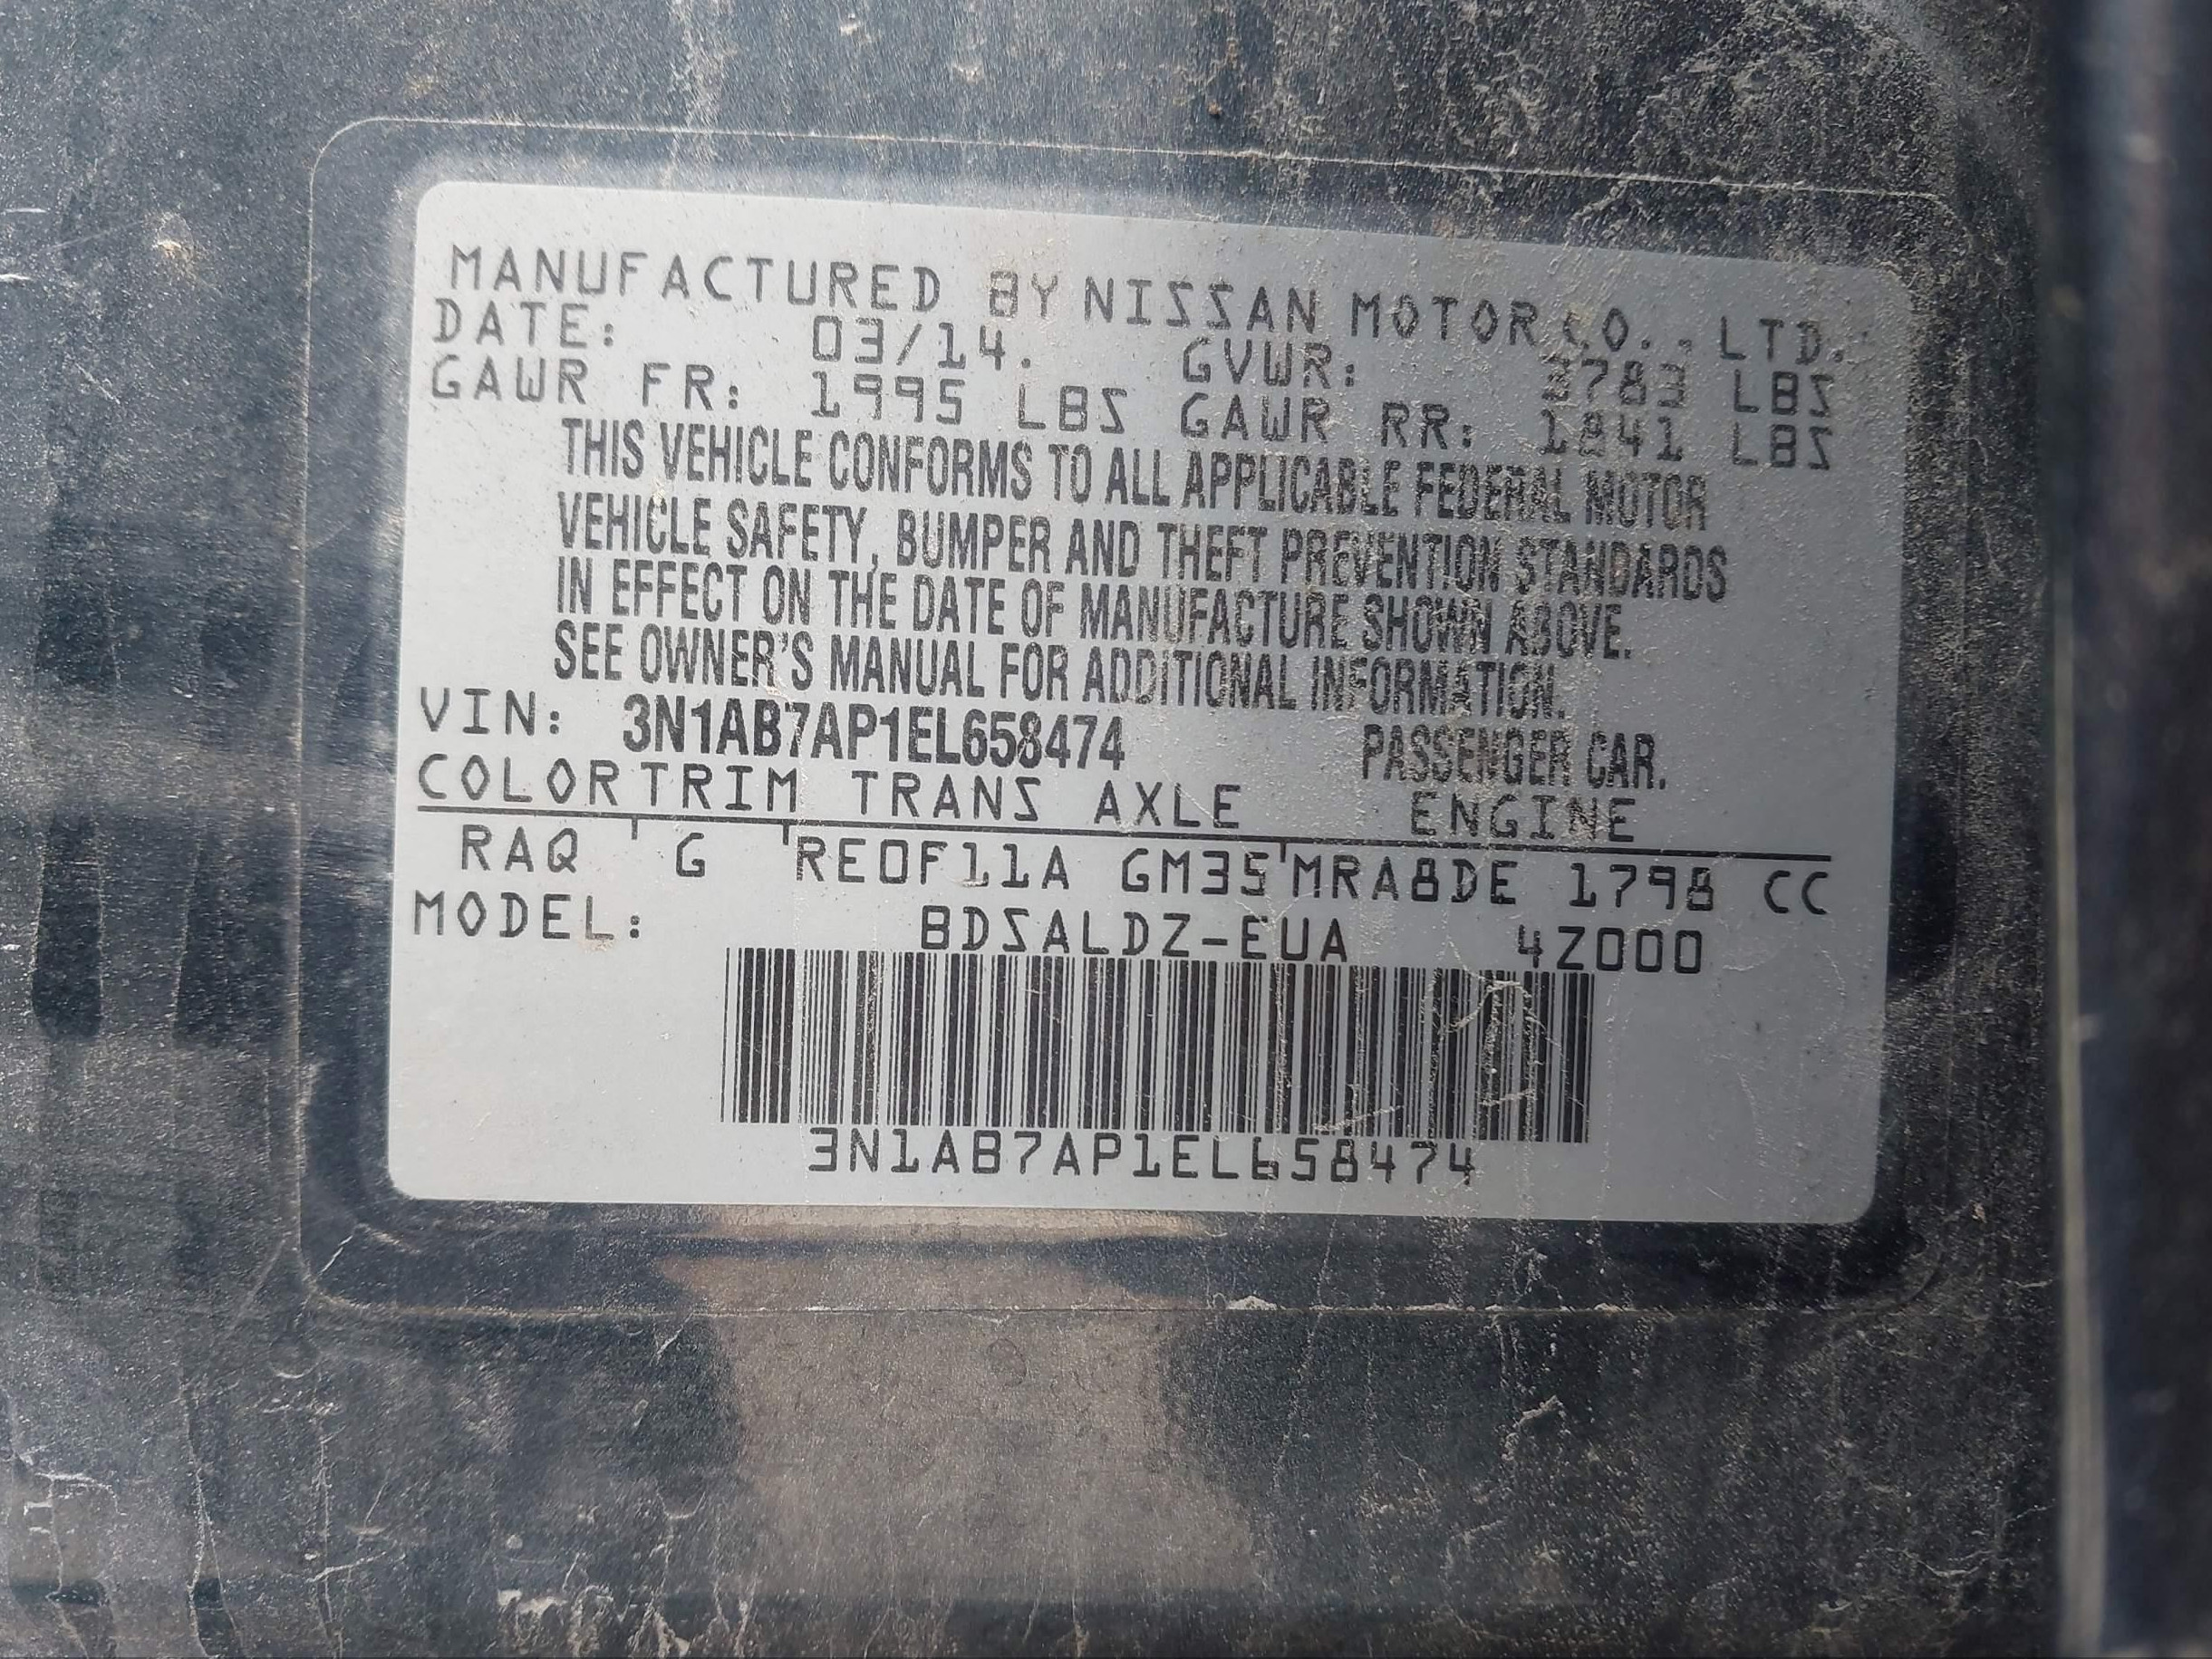 MANUFACTURED BY NISSAN MOTOR CO., LTD.
DATE: 03/14. GVWR: 3783 LBS
GAWR FR: 1995 LBS GAWR RR: 1841 LBS
THIS VEHICLE CONFORMS TO ALL APPLICABLE FEDERAL MOTOR
VEHICLE SAFETY, BUMPER AND THEFT PREVENTION STANDARDS
IN EFFECT ON THE DATE OF MANUFACTURE SHOWN ABOVE.
SEE OWNER'S MANUAL FOR ADDITIONAL INFORMATION.
VIN: 3N1AB7AP1EL658474 PASSENGER CAR.
COLOR TRIM TRANS AXLE ENGINE
RAQ G RE0F11A GM35 MRA8DE 1798 CC
MODEL: BDSALDZ-EUA 4Z000
3N1AB7AP1EL658474